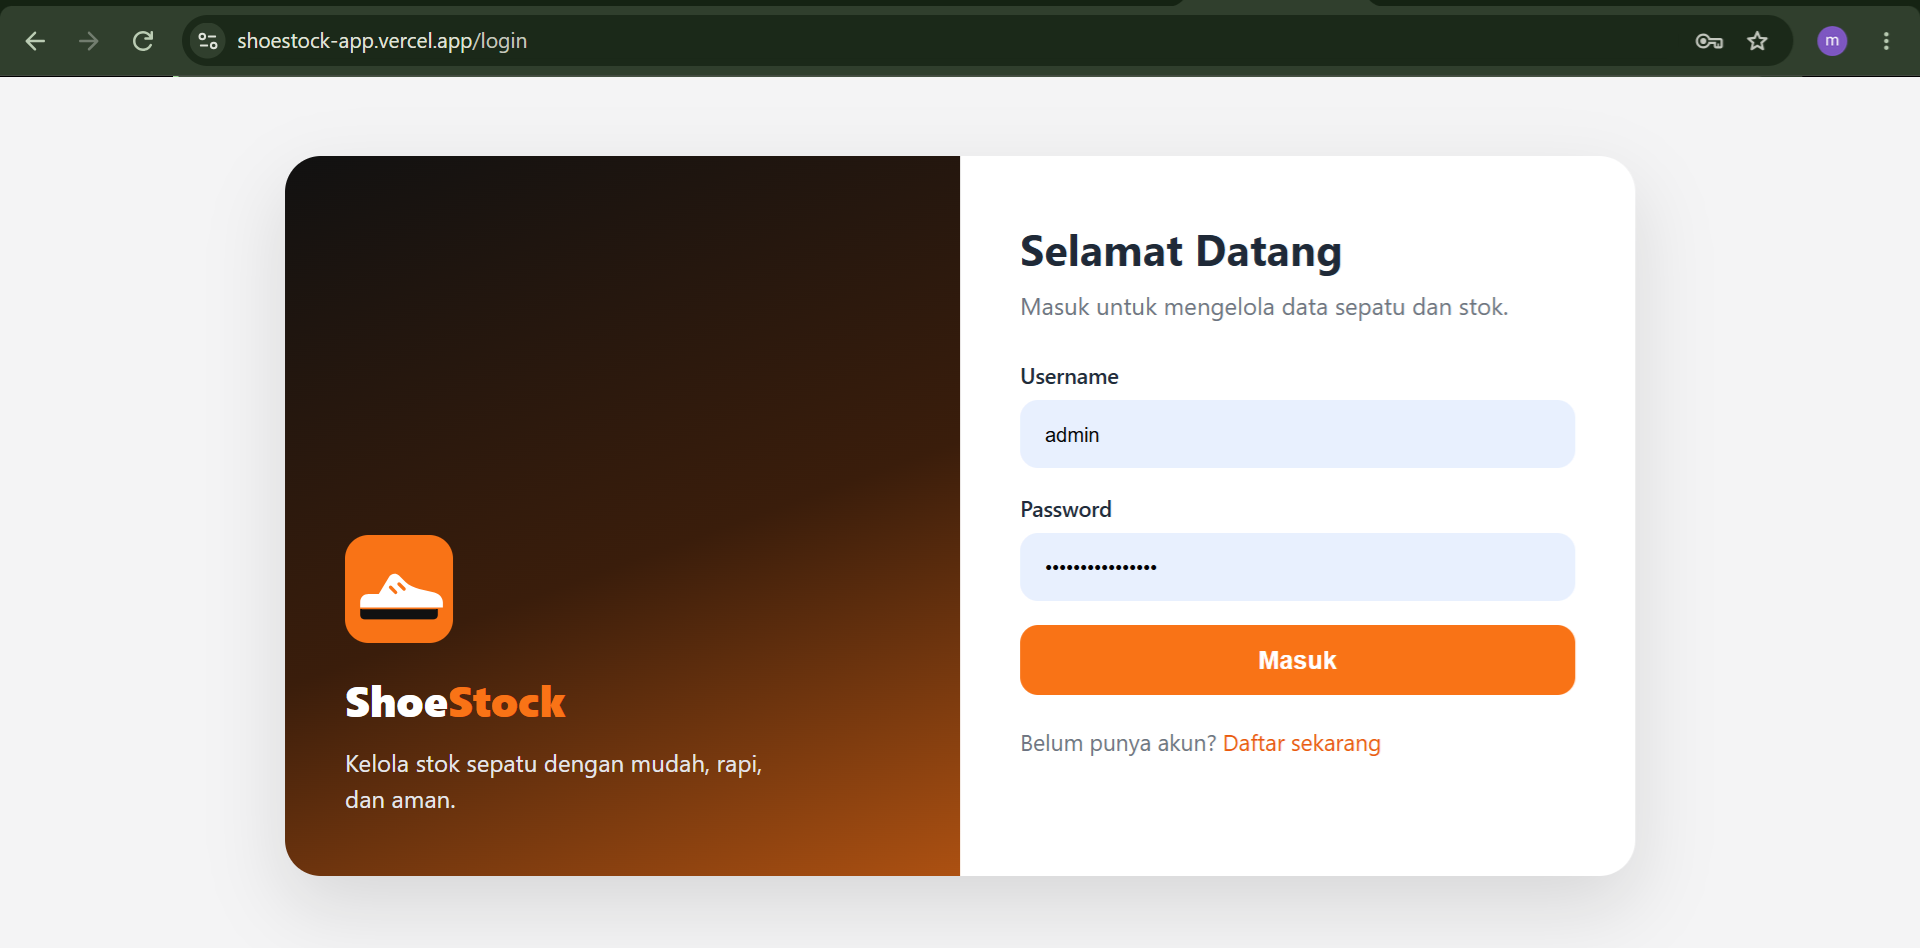 shoestock-app.vercel.app/login
m
ShoeStock
Kelola stok sepatu dengan mudah, rapi,
dan aman.
Selamat Datang
Masuk untuk mengelola data sepatu dan stok.
Username
admin
Password
••••••••••••••••
Masuk
Belum punya akun? Daftar sekarang